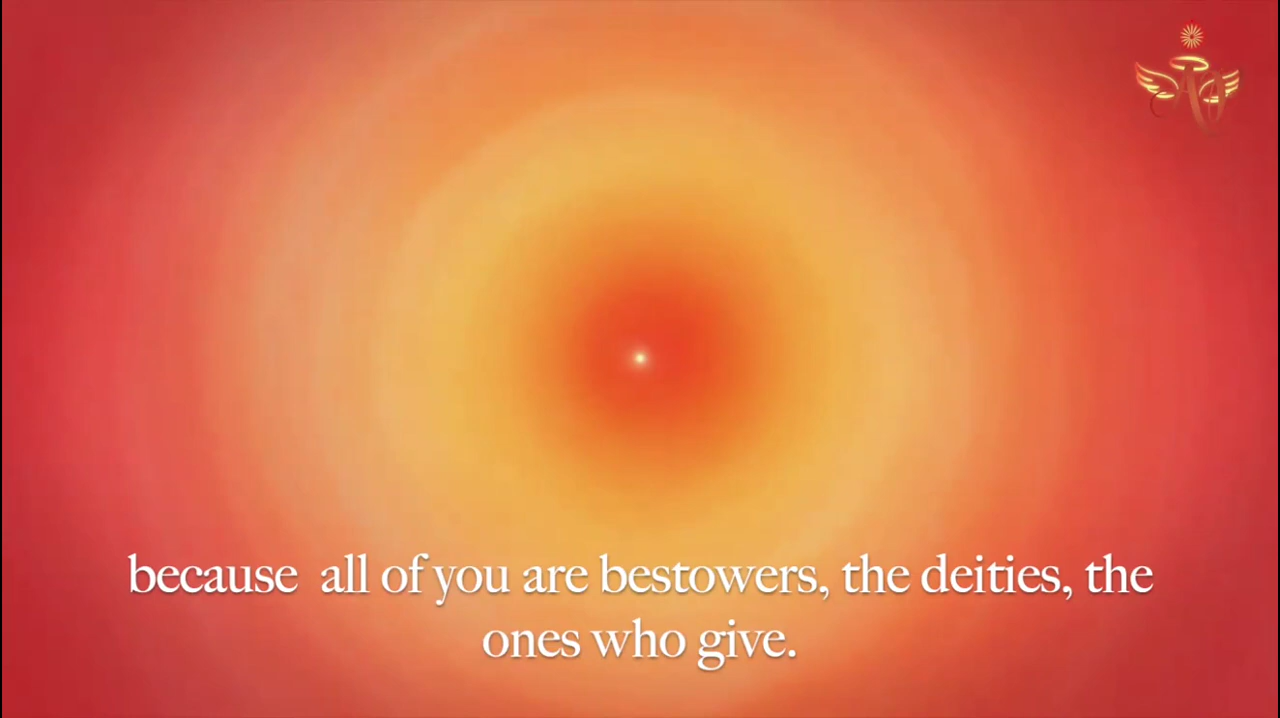 because  all of you are bestowers, the deities, the
ones who give.